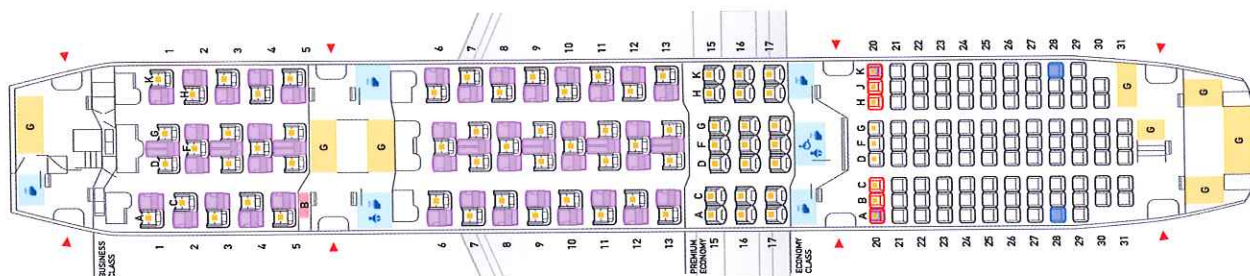 1 2 3 4 5 6 7 8 9 10 11 12 13 15 16 17 20 21 22 23 24 25 26 27 28 29 30 31
K H K H K J H
G G G G
G F D G F D G F D
G G G G
C A B C A C B A
1 2 3 4 5 6 7 8 9 10 11 12 13 15 16 17 20 21 22 23 24 25 26 27 28 29 30 31
BUSINESS
CLASS
PREMIUM
ECONOMY
ECONOMY
CLASS